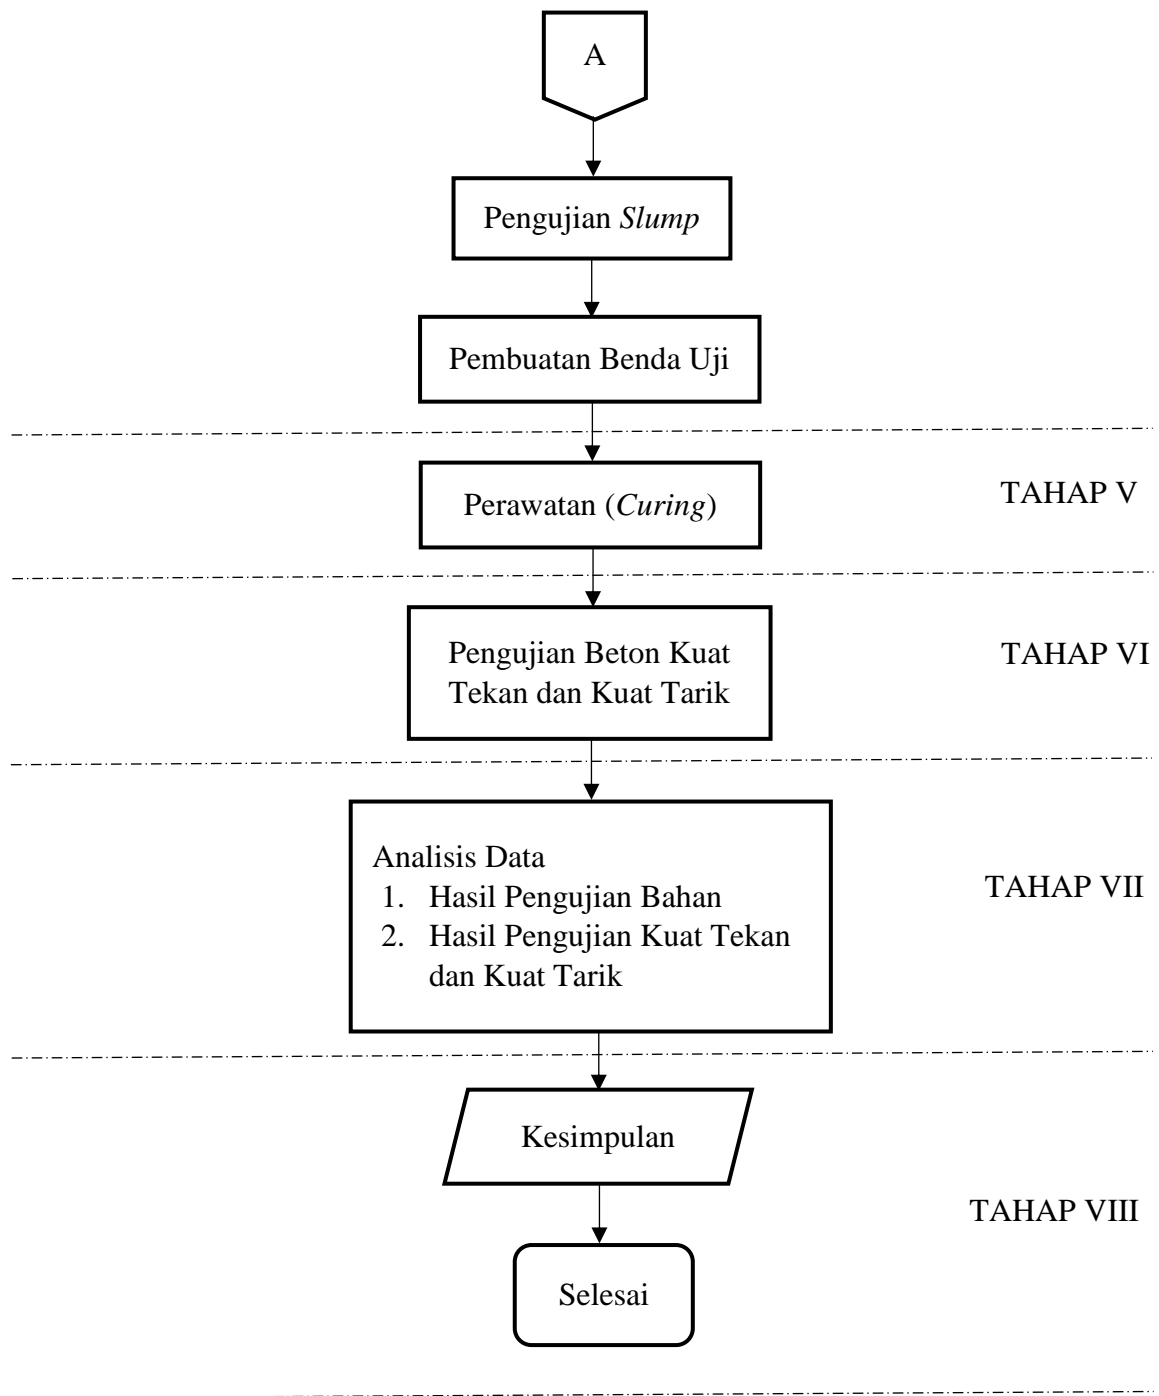 A
Pengujian Slump
Pembuatan Benda Uji
Perawatan (Curing)
TAHAP V
Pengujian Beton Kuat
Tekan dan Kuat Tarik
TAHAP VI
Analisis Data
1. Hasil Pengujian Bahan
2. Hasil Pengujian Kuat Tekan
dan Kuat Tarik
TAHAP VII
Kesimpulan
TAHAP VIII
Selesai